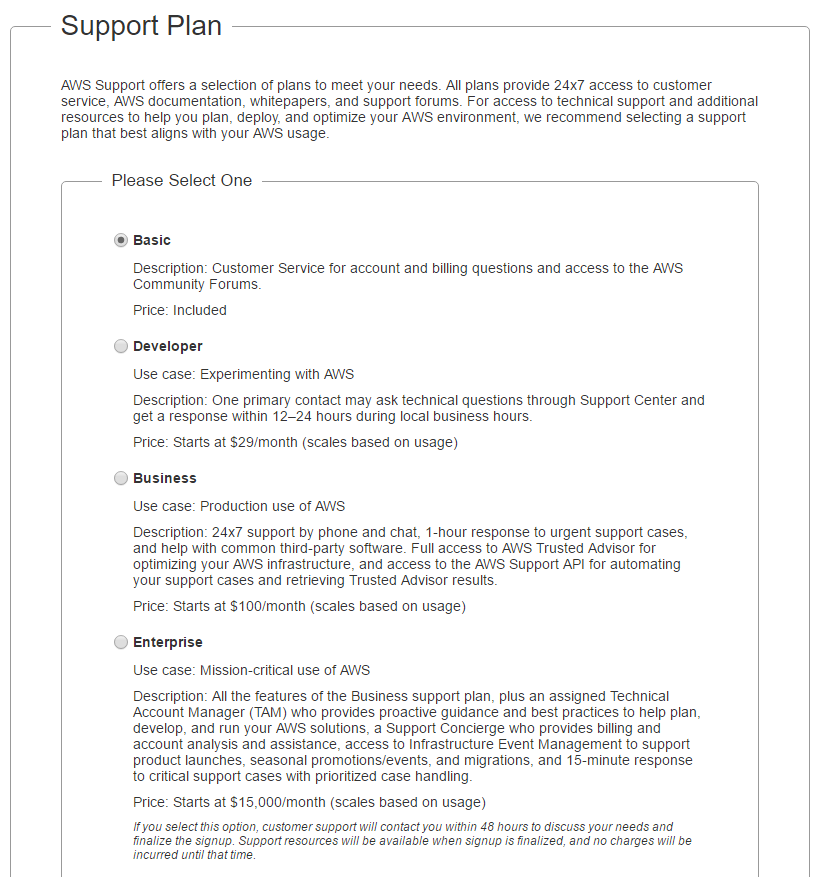 Support Plan
AWS Support offers a selection of plans to meet your needs. All plans provide 24x7 access to customer
service, AWS documentation, whitepapers, and support forums. For access to technical support and additional
resources to help you plan, deploy, and optimize your AWS environment, we recommend selecting a support
plan that best aligns with your AWS usage.
Please Select One
Basic
Description: Customer Service for account and billing questions and access to the AWS
Community Forums.
Price: Included
Developer
Use case: Experimenting with AWS
Description: One primary contact may ask technical questions through Support Center and
get a response within 12–24 hours during local business hours.
Price: Starts at $29/month (scales based on usage)
Business
Use case: Production use of AWS
Description: 24x7 support by phone and chat, 1-hour response to urgent support cases,
and help with common third-party software. Full access to AWS Trusted Advisor for
optimizing your AWS infrastructure, and access to the AWS Support API for automating
your support cases and retrieving Trusted Advisor results.
Price: Starts at $100/month (scales based on usage)
Enterprise
Use case: Mission-critical use of AWS
Description: All the features of the Business support plan, plus an assigned Technical
Account Manager (TAM) who provides proactive guidance and best practices to help plan,
develop, and run your AWS solutions, a Support Concierge who provides billing and
account analysis and assistance, access to Infrastructure Event Management to support
product launches, seasonal promotions/events, and migrations, and 15-minute response
to critical support cases with prioritized case handling.
Price: Starts at $15,000/month (scales based on usage)
If you select this option, customer support will contact you within 48 hours to discuss your needs and
finalize the signup. Support resources will be available when signup is finalized, and no charges will be
incurred until that time.